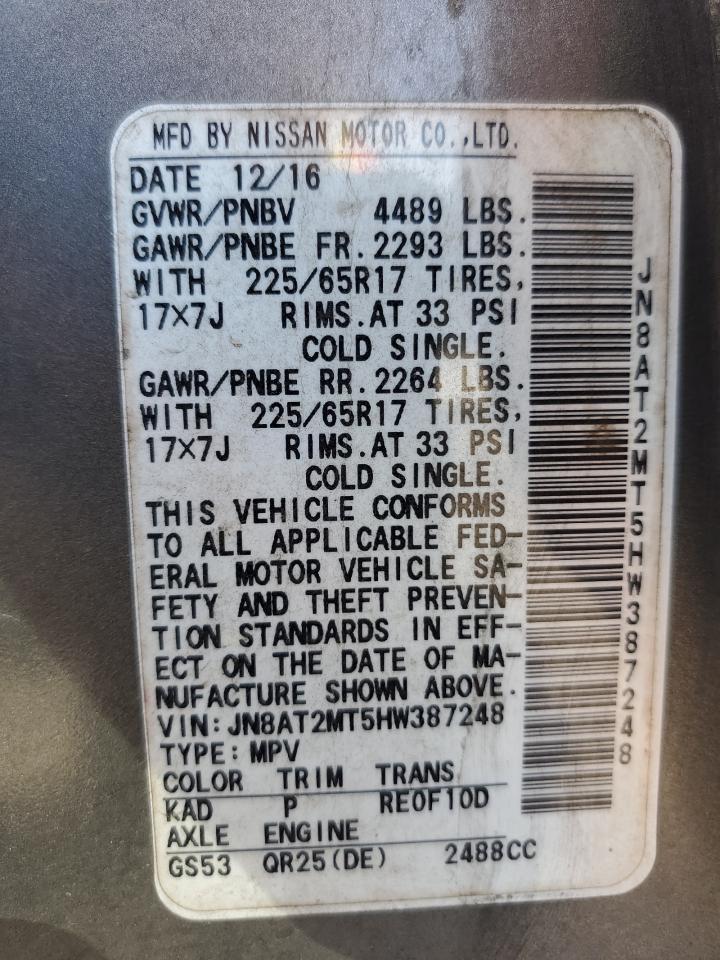 MFD BY NISSAN MOTOR CO.,LTD.
DATE 12/16
GVWR/PNBV 4489 LBS.
GAWR/PNBE FR. 2293 LBS.
WITH 225/65R17 TIRES,
17×7J RIMS.AT 33 PSI
COLD SINGLE.
GAWR/PNBE RR. 2264 LBS.
WITH 225/65R17 TIRES,
17×7J RIMS.AT 33 PSI
COLD SINGLE.
THIS VEHICLE CONFORMS
TO ALL APPLICABLE FED-
ERAL MOTOR VEHICLE SA-
FETY AND THEFT PREVEN-
TION STANDARDS IN EFF-
ECT ON THE DATE OF MA-
NUFACTURE SHOWN ABOVE.
VIN:JN8AT2MT5HW387248
TYPE:MPV
COLOR TRIM TRANS
KAD P RE0F10D
AXLE ENGINE
GS53 QR25(DE) 2488CC
JN8AT2MT5HW387248